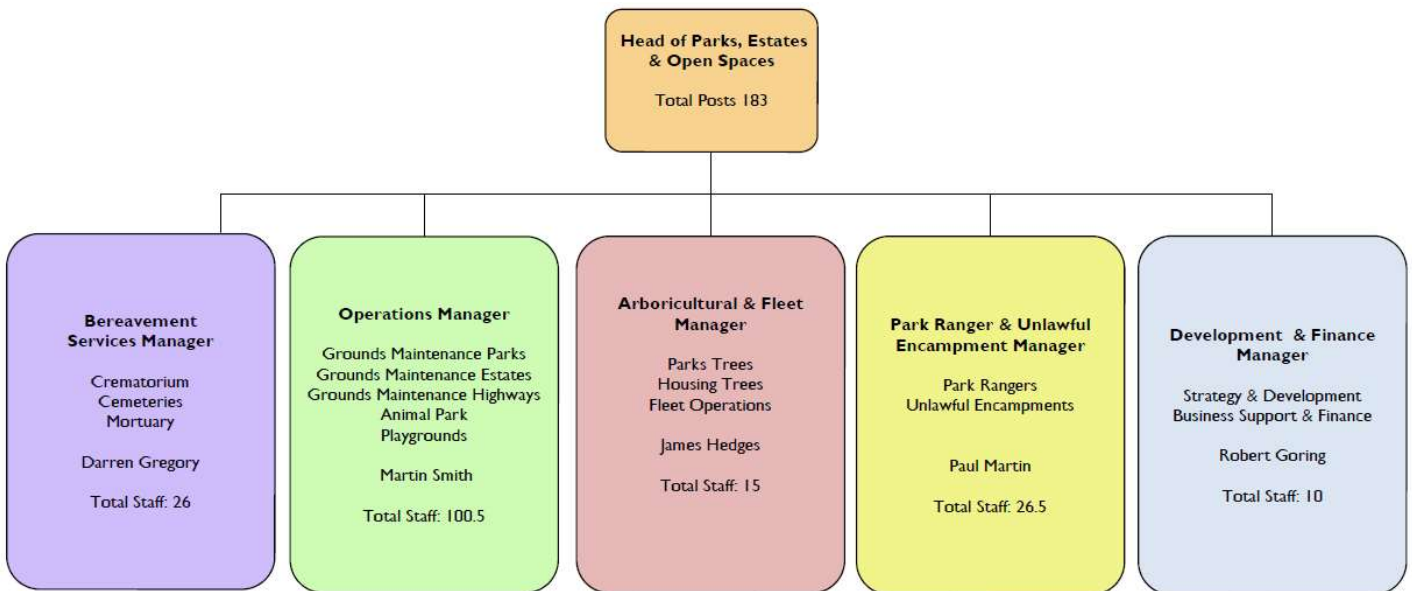 Head of Parks, Estates
& Open Spaces
Total Posts 183
Bereavement
Services Manager
Crematorium
Cemeteries
Mortuary
Darren Gregory
Total Staff: 26
Operations Manager
Grounds Maintenance Parks
Grounds Maintenance Estates
Grounds Maintenance Highways
Animal Park
Playgrounds
Martin Smith
Total Staff: 100.5
Arboricultural & Fleet
Manager
Parks Trees
Housing Trees
Fleet Operations
James Hedges
Total Staff: 15
Park Ranger & Unlawful
Encampment Manager
Park Rangers
Unlawful Encampments
Paul Martin
Total Staff: 26.5
Development & Finance
Manager
Strategy & Development
Business Support & Finance
Robert Goring
Total Staff: 10